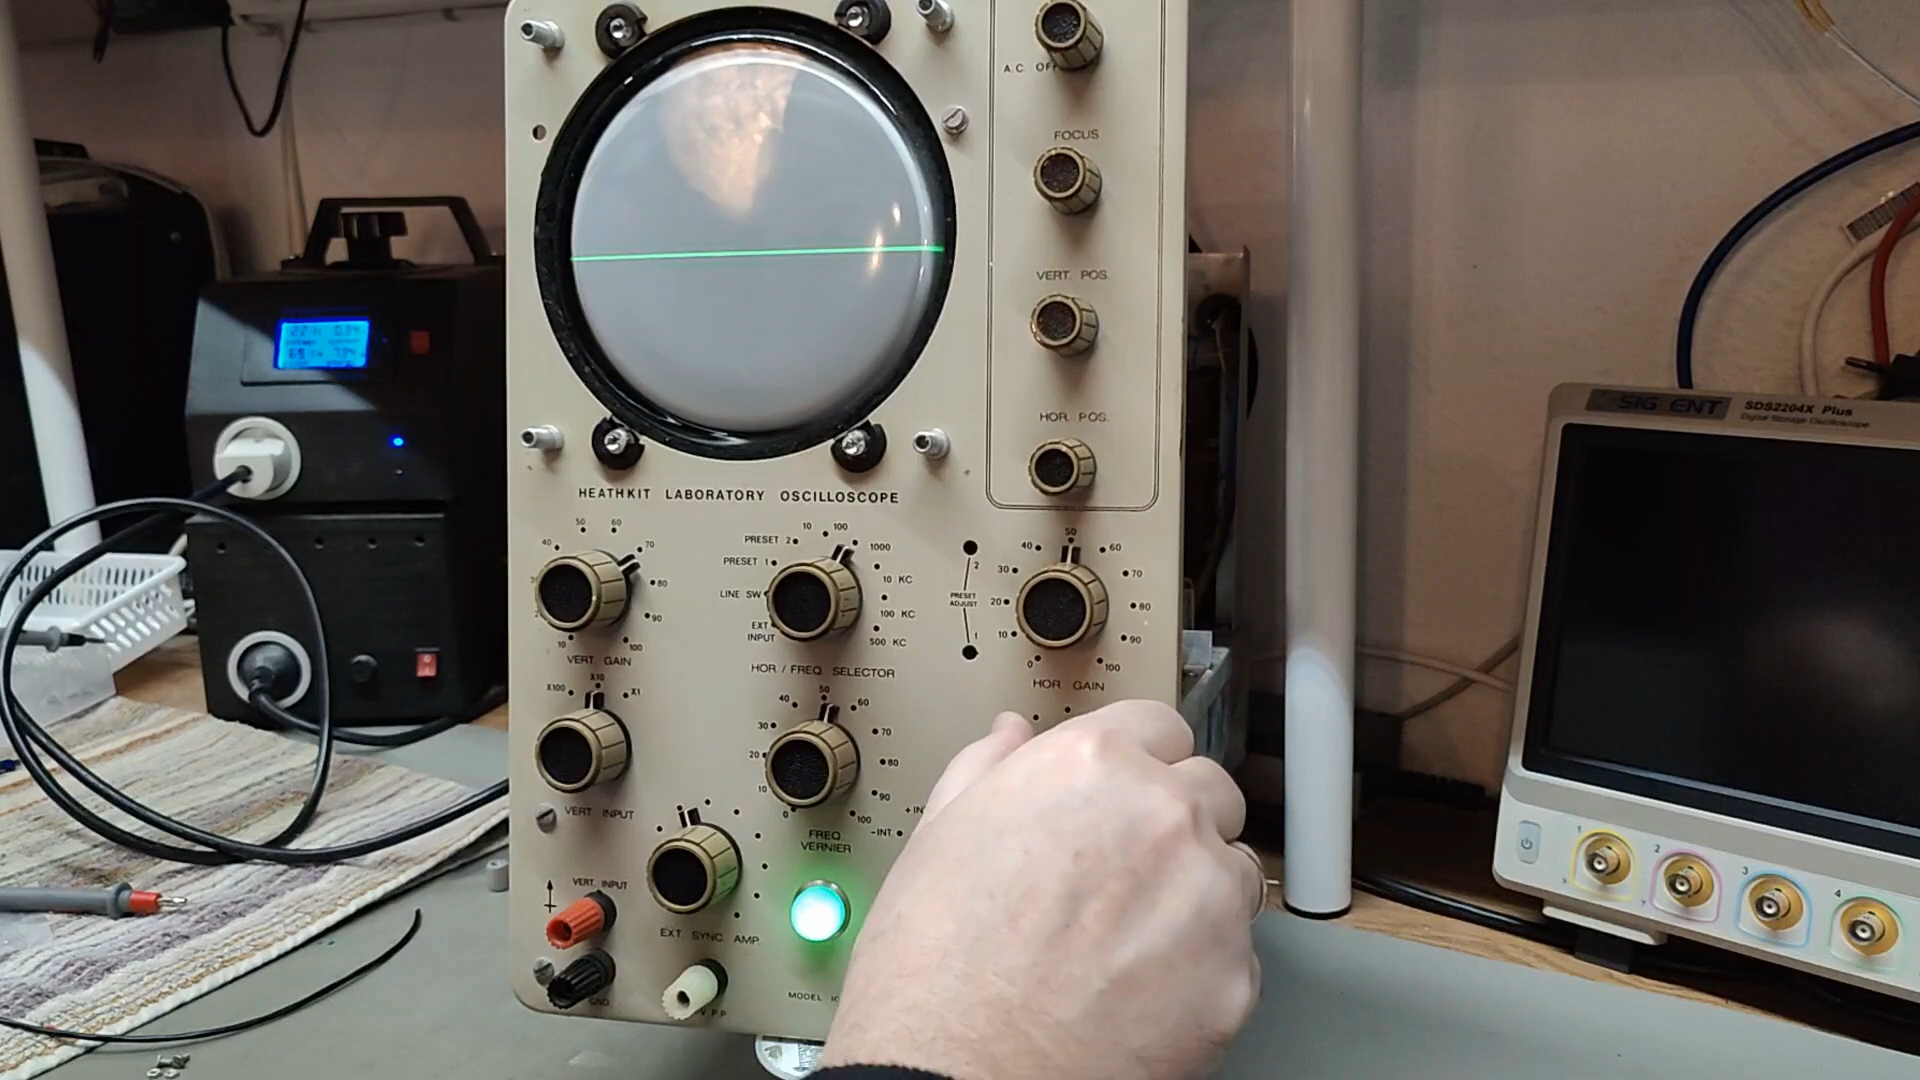 A.C. OFF
FOCUS
VERT. POS.
HOR. POS.
SIGLENT SDS2204X Plus
Digital Storage Oscilloscope
HEATHKIT LABORATORY OSCILLOSCOPE
40 50 60 70 80 90 100 10
VERT. GAIN
PRESET 2 10 100 1000
PRESET 1
LINE SW
EXT INPUT
10 KC
100 KC
500 KC
HOR./FREQ. SELECTOR
2
PRESET
ADJUST
1
0 10 20 30 40 50 60 70 80 90 100
HOR. GAIN
X100 X10 X1
VERT. INPUT
0 10 20 30 40 50 60 70 80 90 100
FREQ.
VERNIER
-INT.
VERT. INPUT
EXT. SYNC. AMP.
GND
V P.P
MODEL
1 2 3 4
X Y